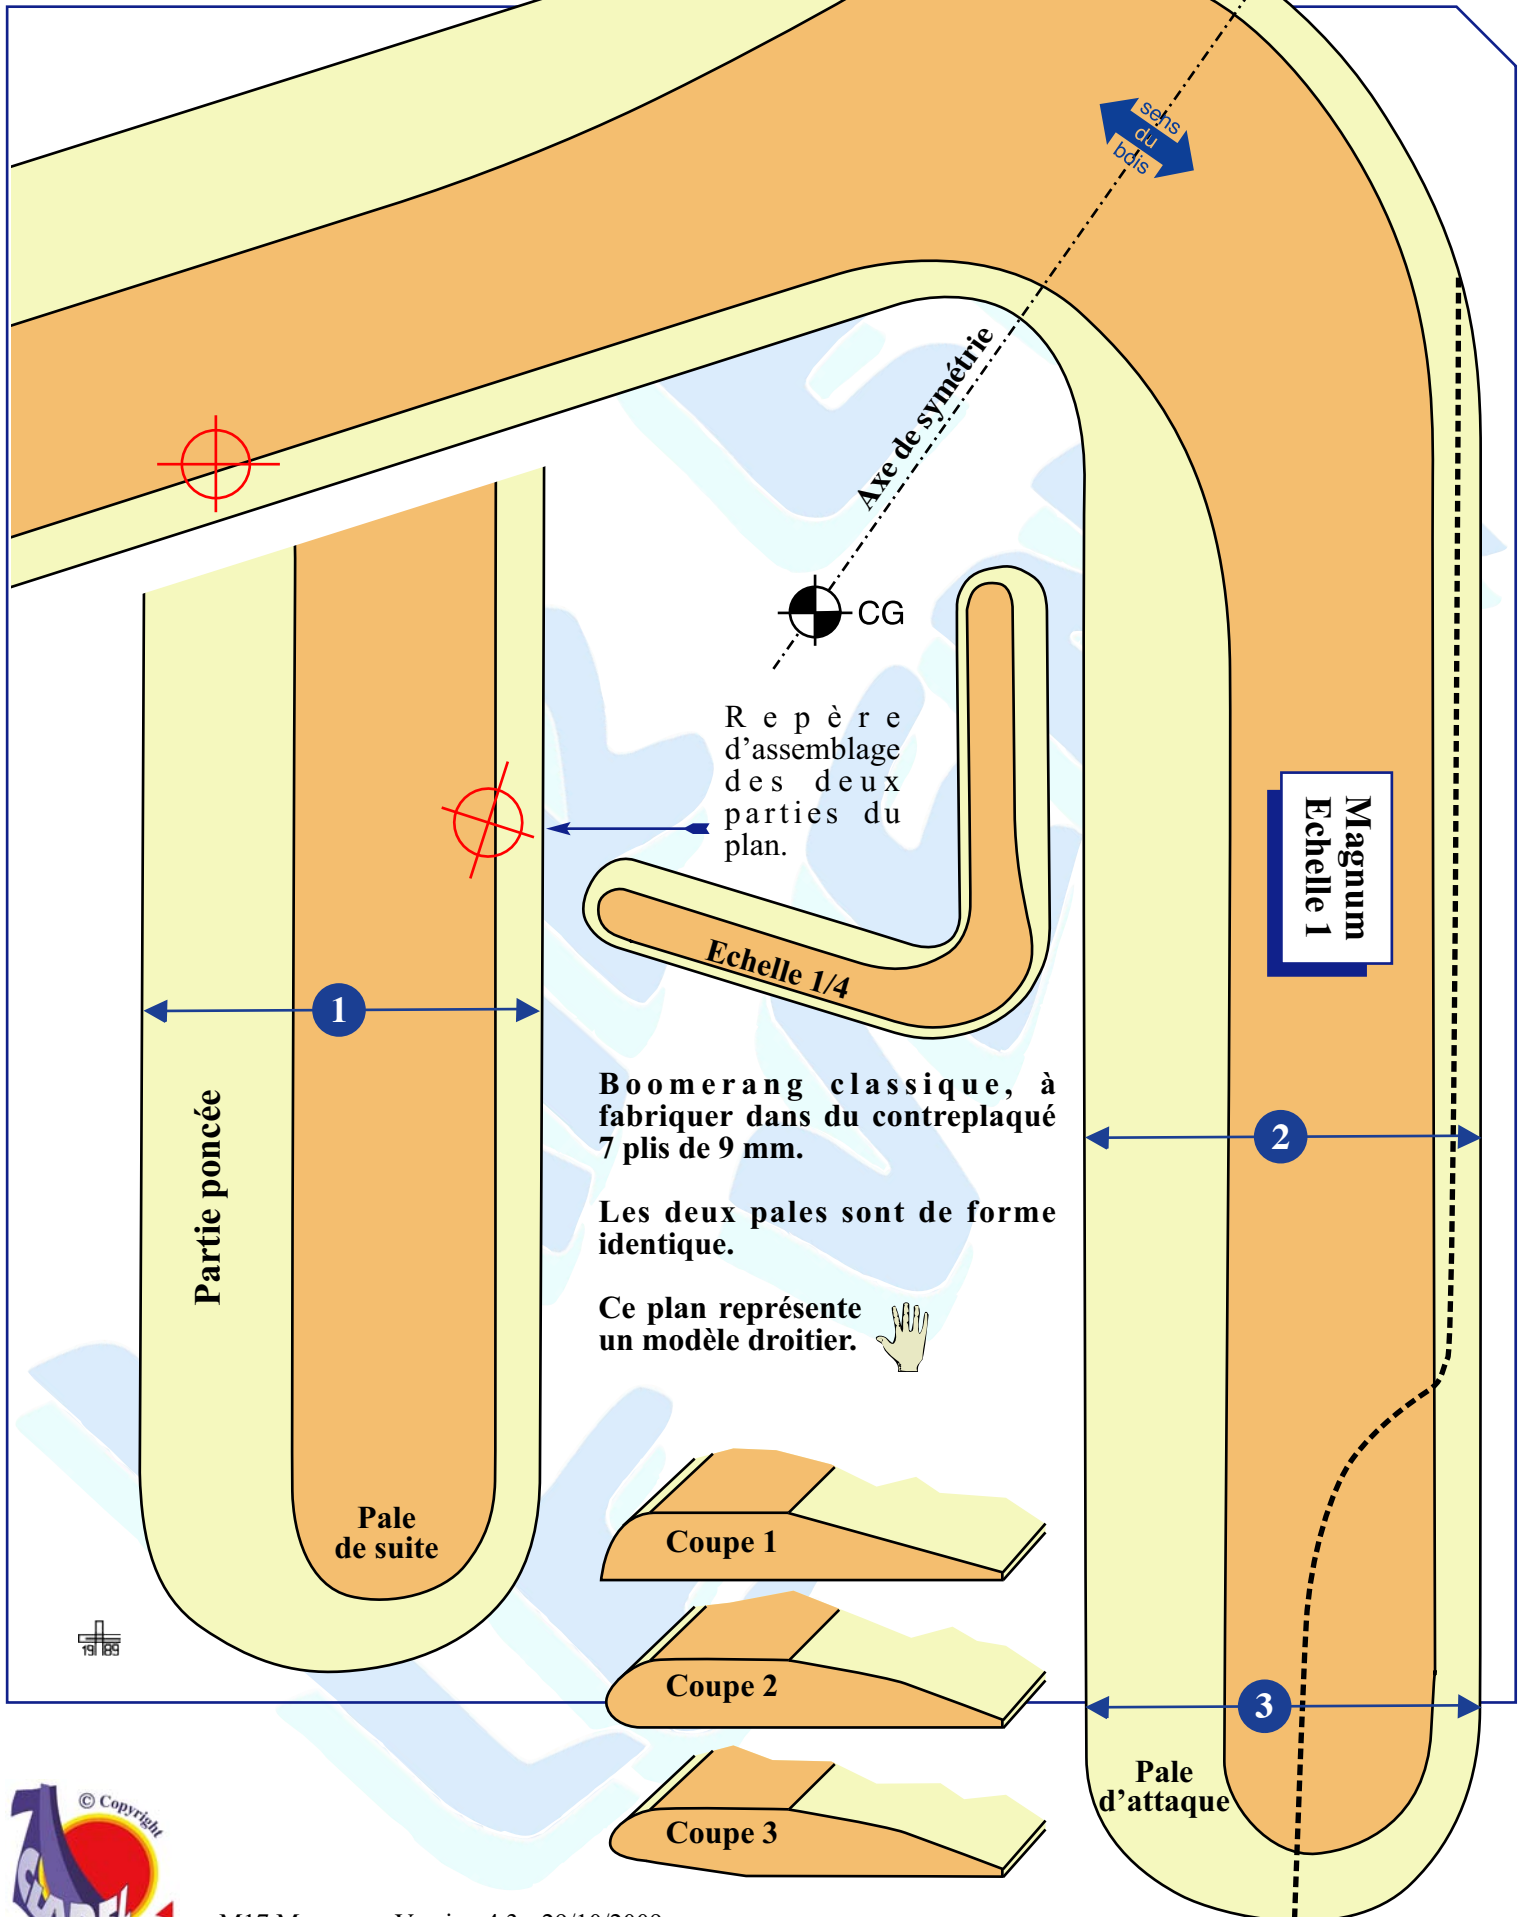 sens
du
bois
Axe de symétrie
CG
Repère
d’assemblage
des deux
parties du
plan.
Magnum
Echelle 1
Echelle 1/4
1
Partie poncée
2
Boomerang classique, à
fabriquer dans du contreplaqué
7 plis de 9 mm.
Les deux pales sont de forme
identique.
Ce plan représente
un modèle droitier.
Pale
de suite
Coupe 1
Coupe 2
Coupe 3
3
Pale
d’attaque
19 89
© Copyright